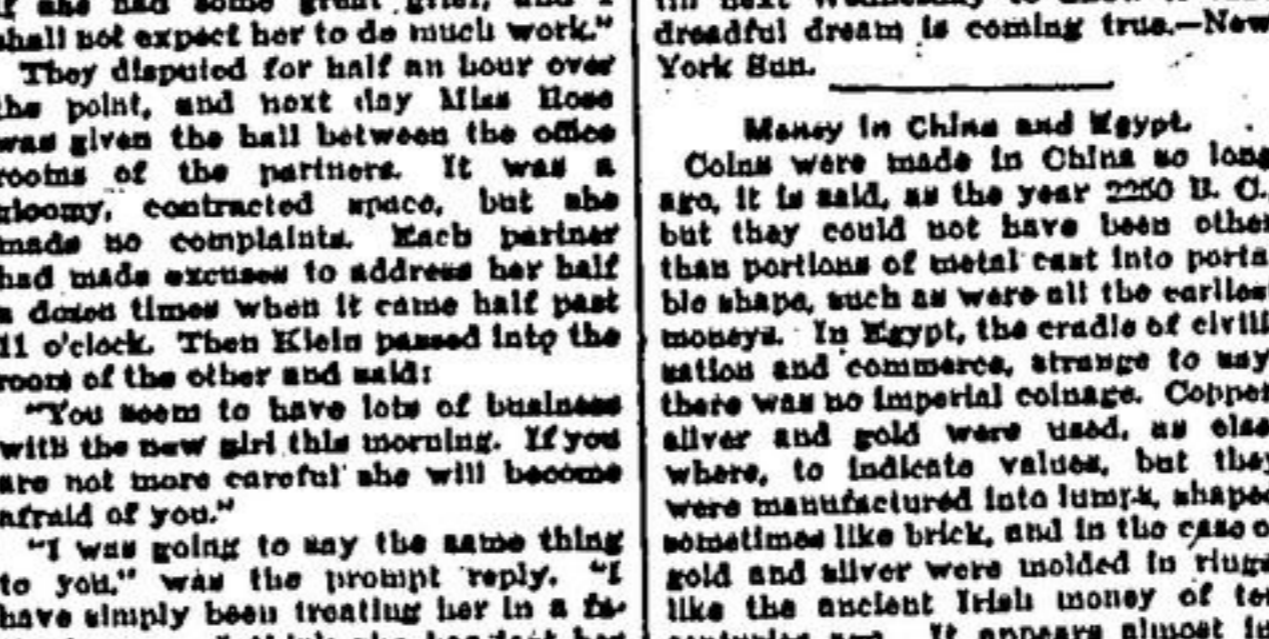 shall not expect her to do much work."
They disputed for half an hour over
the point, and next day Miss Rose
was given the hall between the office
rooms of the partners. It was a
gloomy, contracted space, but she
made no complaints. Each partner
had made excuses to address her half
a dozen times when it came half past
11 o'clock. Then Klein passed into the
room of the other and said:
"You seem to have lots of business
with the new girl this morning. If you
are not more careful she will become
afraid of you."
"I was going to say the same thing
to you," was the prompt reply. "I
have simply been treating her in a fa-
dreadful dream is coming true.—New
York Sun.
Money in China and Egypt.
Coins were made in China so long
ago, it is said, as the year 2250 B. C.,
but they could not have been other
than portions of metal cast into porta
ble shape, such as were all the earliest
moneys. In Egypt, the cradle of civili
zation and commerce, strange to say
there was no imperial coinage. Copper
silver and gold were used, as else
where, to indicate values, but they
were manufactured into lumps, shaped
sometimes like brick, and in the case o
gold and silver were molded in rings
like the ancient Irish money of ten
It appears almost in